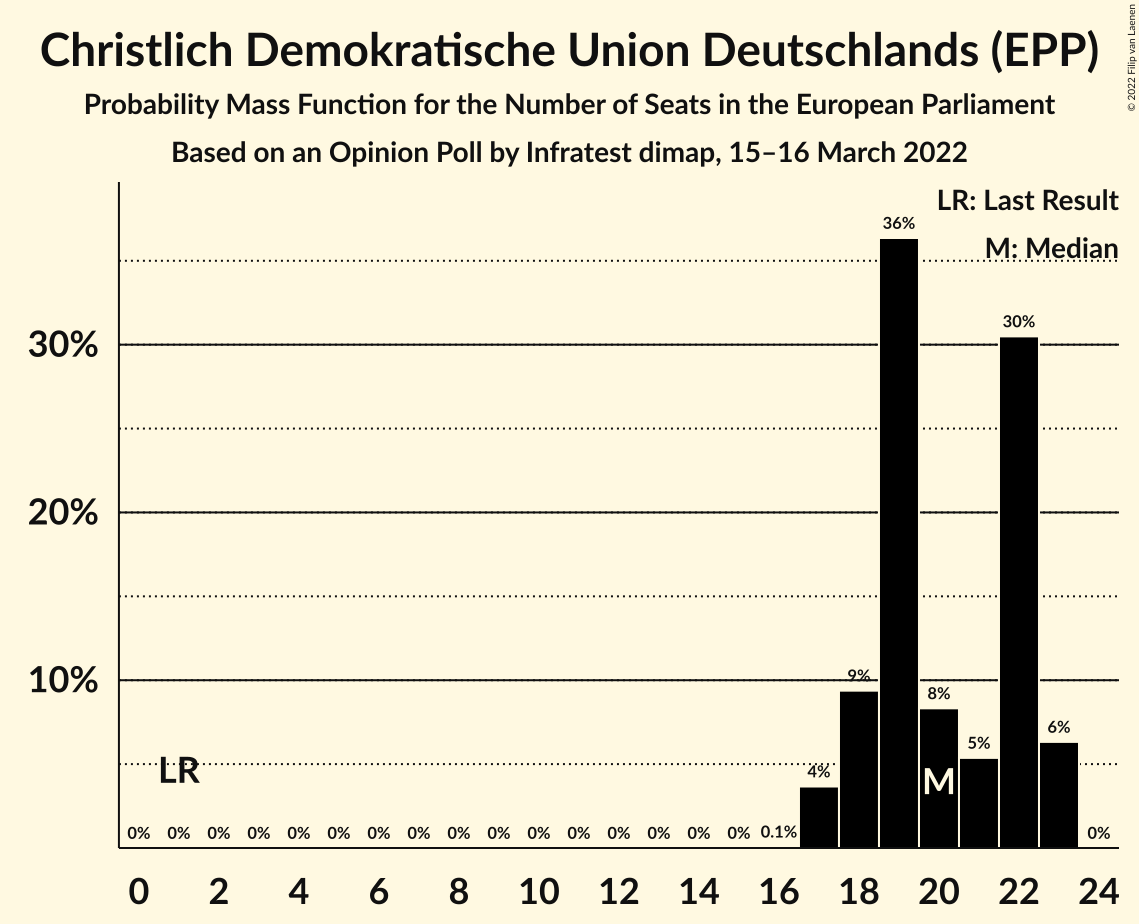 Christlich Demokratische Union Deutschlands (EPP)
Probability Mass Function for the Number of Seats in the European Parliament
Based on an Opinion Poll by Infratest dimap, 15–16 March 2022
© 2022 Filip van Laenen
LR: Last Result
M: Median
36%
30%
30%
20%
10%
9%
8%
6%
5%
4%
LR
M
0% 0% 0% 0% 0% 0% 0% 0% 0% 0% 0% 0% 0% 0% 0% 0% 0.1% 0%
0 2 4 6 8 10 12 14 16 18 20 22 24